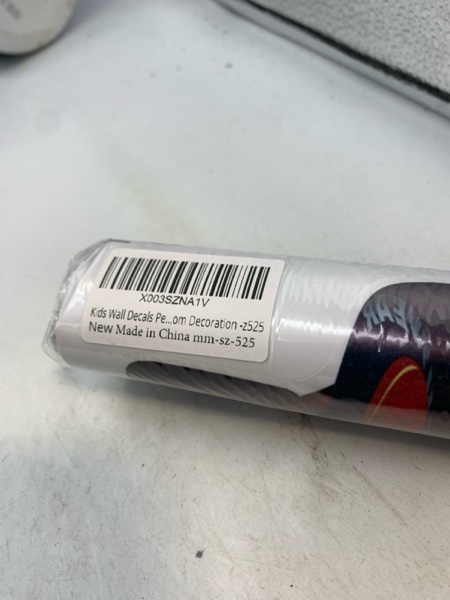 X003SZNA1V
Kids Wall Decals Pe...om Decoration -z525
New Made in China mm-sz-525